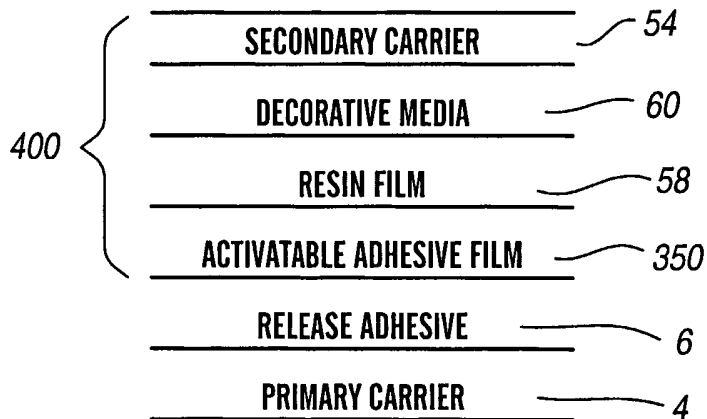 SECONDARY CARRIER 54
DECORATIVE MEDIA 60
400
RESIN FILM 58
ACTIVATABLE ADHESIVE FILM 350
RELEASE ADHESIVE 6
PRIMARY CARRIER 4